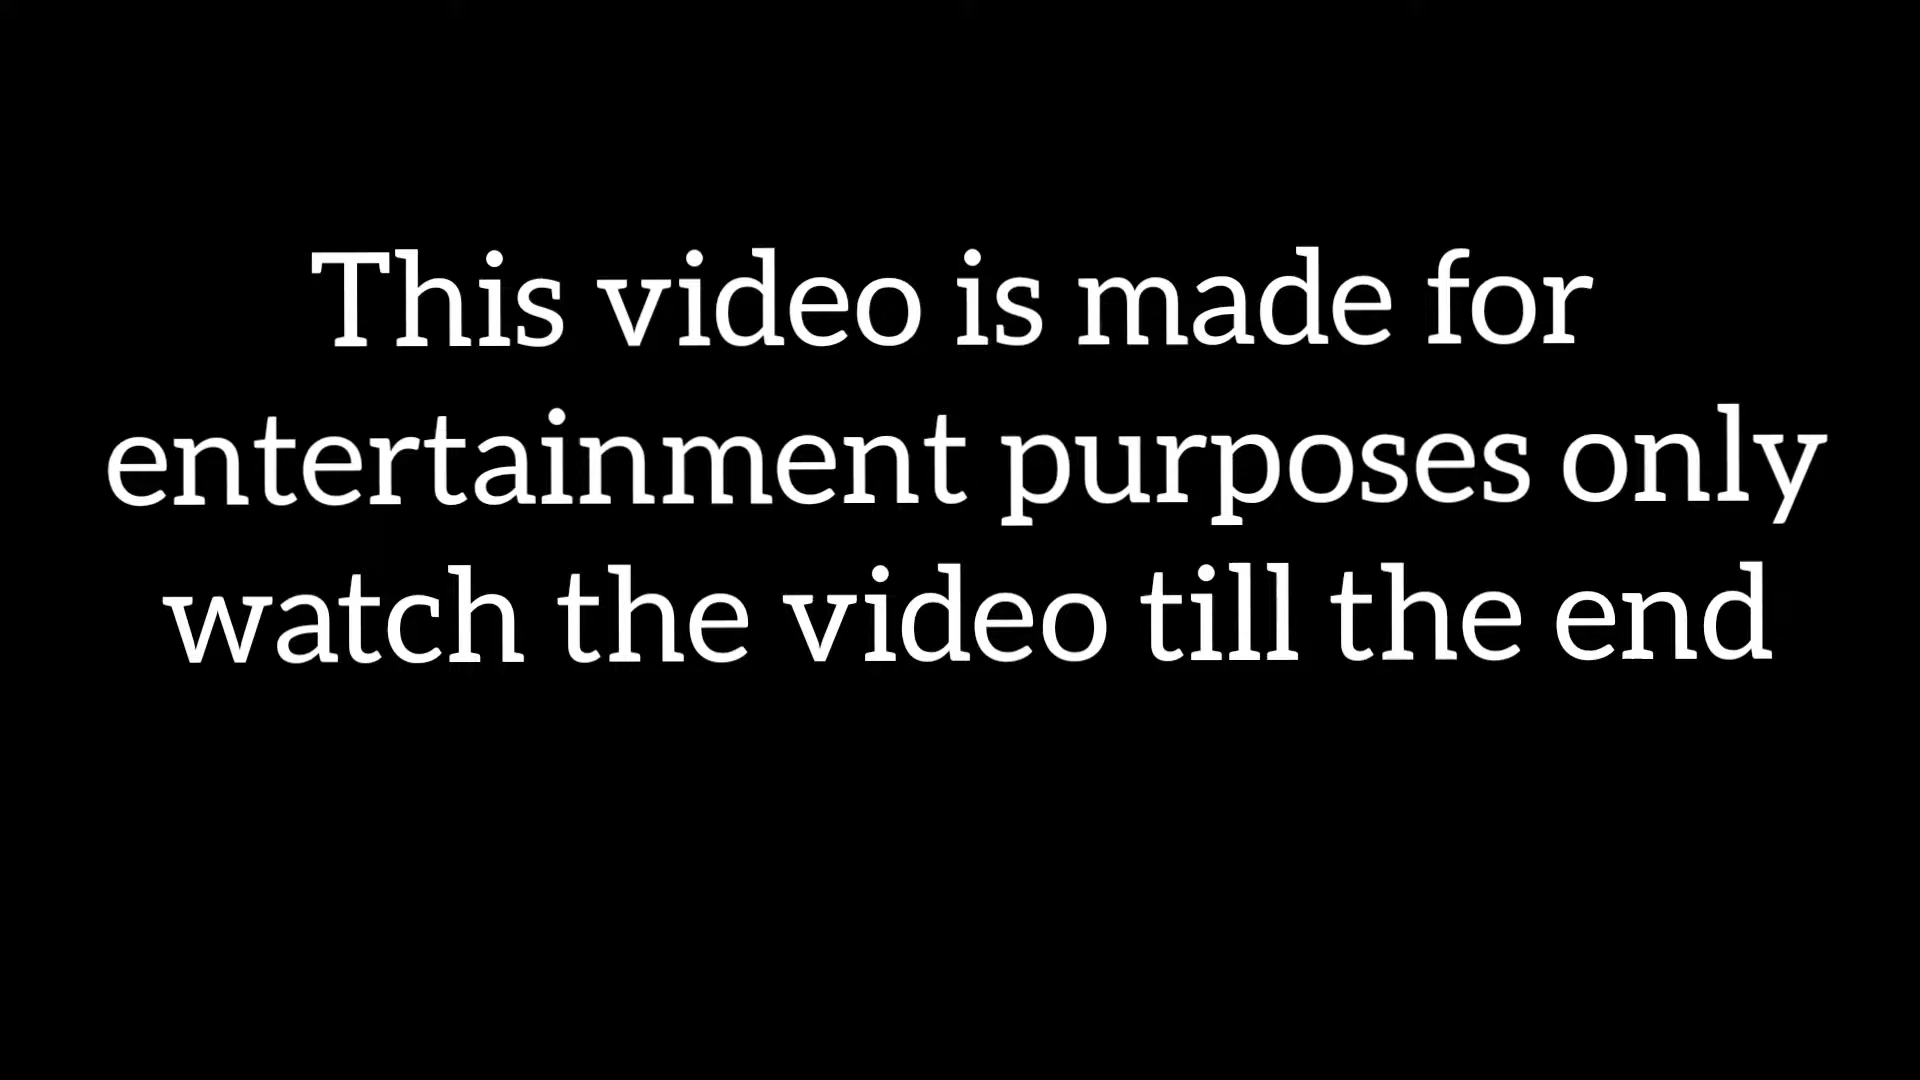 This video is made for
entertainment purposes only
watch the video till the end